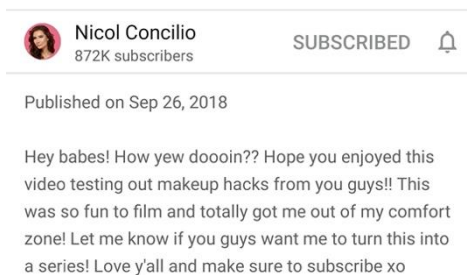 Nicol Concilio
872K subscribers
SUBSCRIBED
Published on Sep 26, 2018
Hey babes! How yew doooin?? Hope you enjoyed this
video testing out makeup hacks from you guys!! This
was so fun to film and totally got me out of my comfort
zone! Let me know if you guys want me to turn this into
a series! Love y'all and make sure to subscribe xo